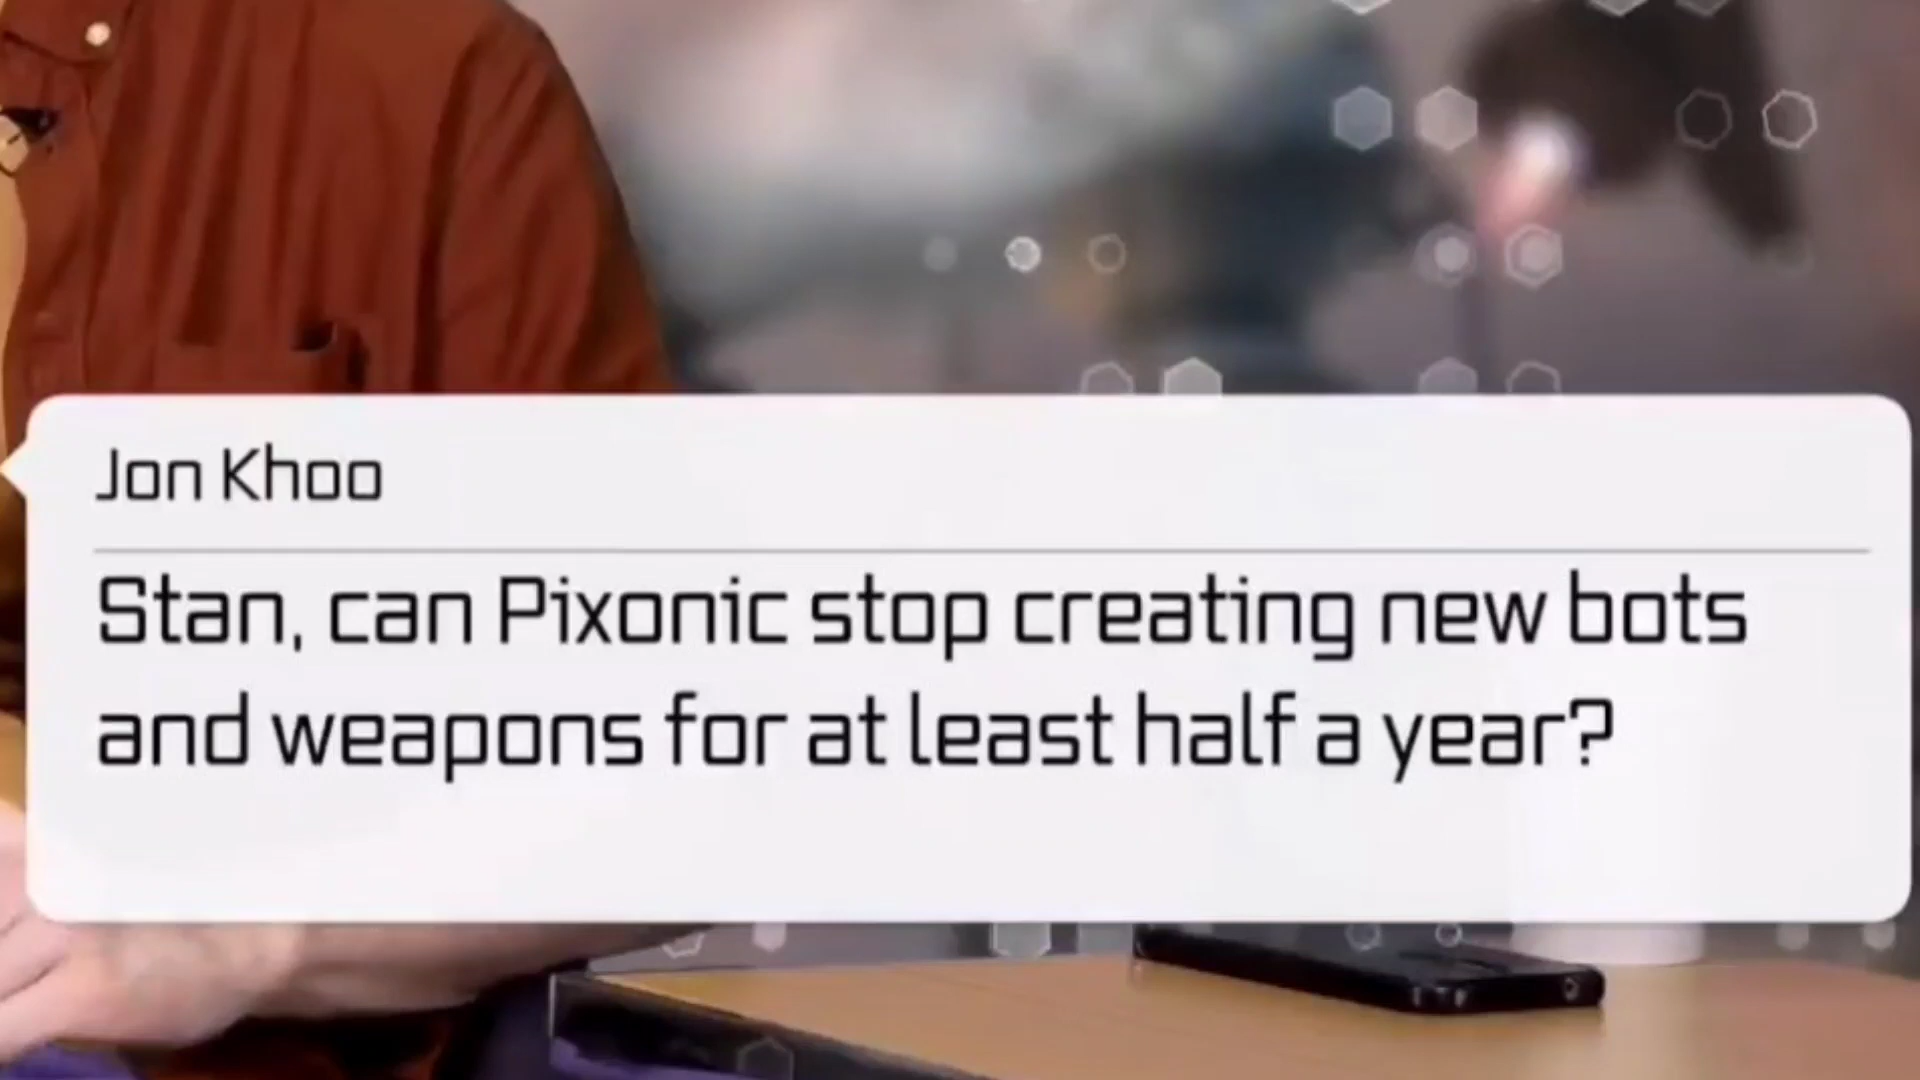 Jon Khoo
Stan, can Pixonic stop creating new bots
and weapons for at least half a year?